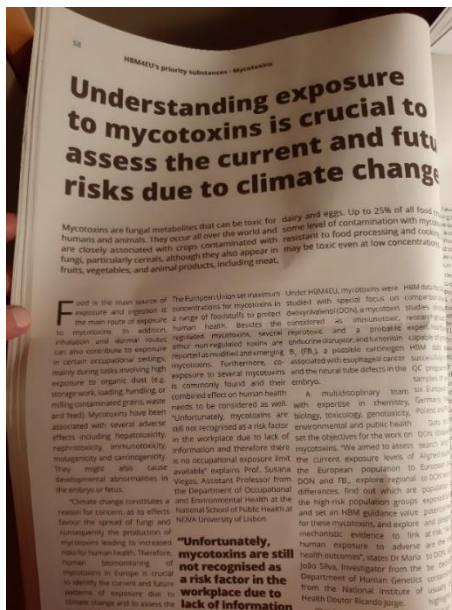 58
HBM4EU's priority substances - Mycotoxins
Understanding exposure
to mycotoxins is crucial to
assess the current and futu
risks due to climate change
Mycotoxins are fungal metabolites that can be toxic for
humans and animals. They occur all over the world and
are closely associated with crops contaminated with
fungi, particularly cereals, although they also appear in
fruits, vegetables, and animal products, including meat,
dairy and eggs. Up to 25% of all food
some level of contamination with
resistant to food processing and
may be toxic even at low concentration
Food is the main source of
exposure and ingestion is
the main route of exposure
to mycotoxins. In addition,
inhalation and dermal routes
can also contribute to exposure
in certain occupational settings,
mainly during tasks involving high
exposure to organic dust (e.g.
storage work, loading, handling, or
milling contaminated grains, waste
and feed). Mycotoxins have been
associated with several adverse
effects including hepatotoxicity,
nephrotoxicity, immunotoxicity,
mutagenicity and carcinogenicity.
They might also cause
developmental abnormalities in
the embryo or fetus.
"Climate change constitutes a
reason for concern, as its effects
favour the spread of fungi and
consequently the production of
mycotoxins leading to increased
risks for human health. Therefore,
human biomonitoring of
mycotoxins in Europe is crucial
to identify the current and future
patterns of exposure due to
climate change and to assess the
The European Union set maximum
concentrations for mycotoxins in
a range of foodstuffs to protect
human health. Besides the
regulated mycotoxins, several
other non-regulated toxins are
reported as modified and emerging
mycotoxins. Furthermore, co-
exposure to several mycotoxins
is commonly found and their
combined effect on human health
needs to be considered as well.
"Unfortunately, mycotoxins are
still not recognised as a risk factor
in the workplace due to lack of
information and therefore there
is no occupational exposure limit
available" explains Prof. Susana
Viegas, Assistant Professor from
the Department of Occupational
and Environmental Health at the
National School of Public Health at
NOVA University of Lisbon.
"Unfortunately,
mycotoxins are still
not recognised as
a risk factor in the
workplace due to
lack of information
Under HBM4EU, mycotoxins were
studied with special focus on
deoxynivalenol (DON), a mycotoxin
considered as immunotoxic,
reprotoxic and a probable
endocrine disruptor, and fumonisin
B₁ (FB₁), a possible carcinogen
associated with esophageal cancer
and the neural tube defects in the
embryo.
A multidisciplinary team
with expertise in chemistry,
biology, toxicology, genotoxicity,
environmental and public health
set the objectives for the work on
mycotoxins. "We aimed to assess
the current exposure levels of
the European population to
DON and FB₁, explore regional
differences, find out which are
the high-risk population groups
and set an HBM guidance value
for these mycotoxins, and explore
mechanistic evidence to link
human exposure to adverse
health outcomes", states Dr Maria
João Silva, Investigator from the
Department of Human Genetics
from the National Institute of
Health Doutor Ricardo Jorge.